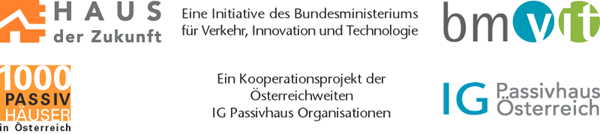 HAUS
der Zukunft
Eine Initiative des Bundesministeriums
für Verkehr, Innovation und Technologie
bmvit
1000
PASSIV
HÄUSER
in Österreich
Ein Kooperationsprojekt der
Österreichweiten
IG Passivhaus Organisationen
IG Passivhaus
Österreich